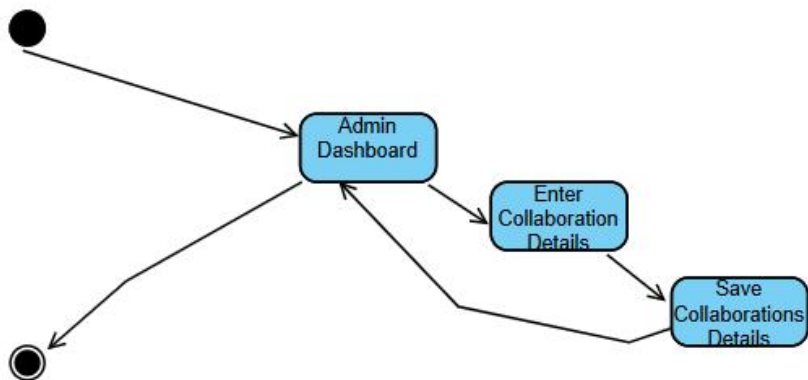 Admin
Dashboard
Enter
Collaboration
Details
Save
Collaborations
Details